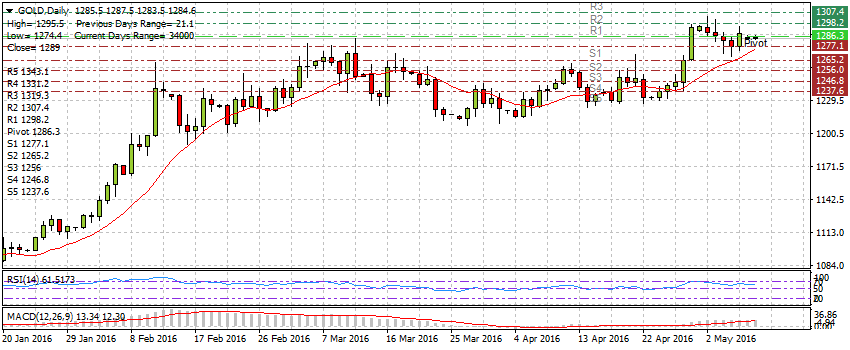 GOLD,Daily 1285.5 1287.5 1283.5 1284.6
High= 1295.5 Previous Days Range= 21.1
Low= 1274.4 Current Days Range= 34000
Close= 1289
R5 1343.1
R4 1331.2
R3 1319.3
R2 1307.4
R1 1298.2
Pivot 1286.3
S1 1277.1
S2 1265.2
S3 1256
S4 1246.8
S5 1237.6
R3
R2
R1
Pivot
S1
S2
S3
S4
1307.4
1298.2
1286.3
1277.1
1265.2
1256.0
1246.8
1237.6
1229.5
1200.5
1171.5
1142.5
1113.0
1084.0
RSI(14) 61.5173
100
50
20
MACD(12,26,9) 13.34 12.30
36.86
20 Jan 2016 29 Jan 2016 8 Feb 2016 17 Feb 2016 26 Feb 2016 7 Mar 2016 16 Mar 2016 25 Mar 2016 4 Apr 2016 13 Apr 2016 22 Apr 2016 2 May 2016